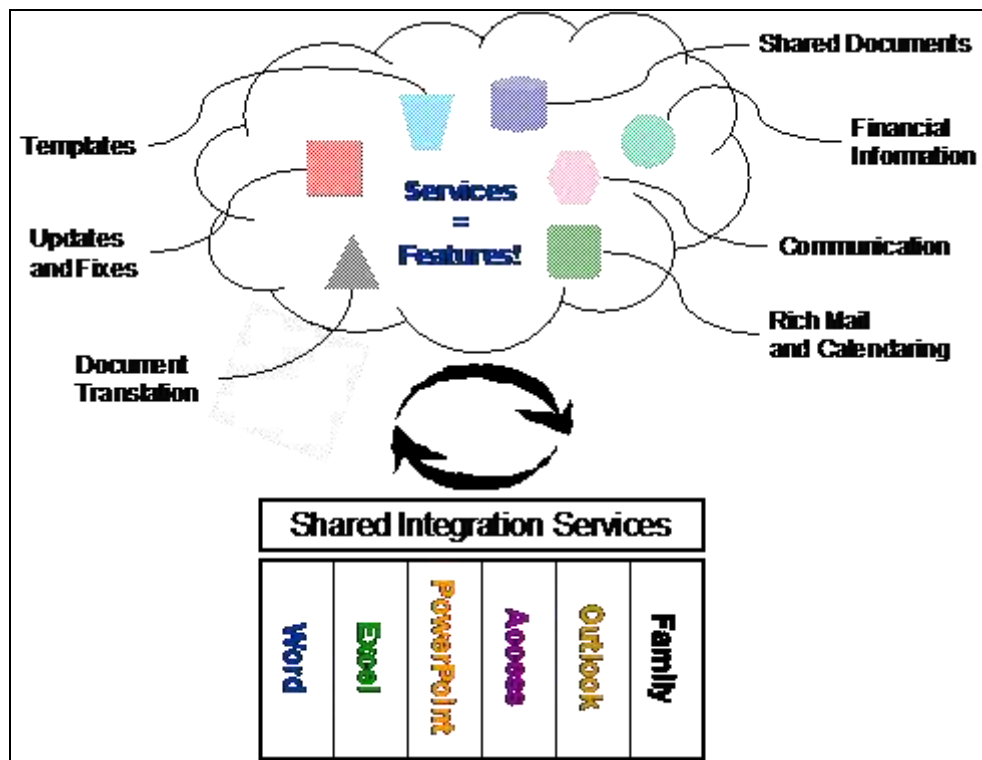 Shared Documents
Templates
Financial
Information
Services
=
Features!
Updates
and Fixes
Communication
Rich Mail
and Calendaring
Document
Translation
Shared Integration Services
Word
Excel
PowerPoint
Access
Outlook
Family